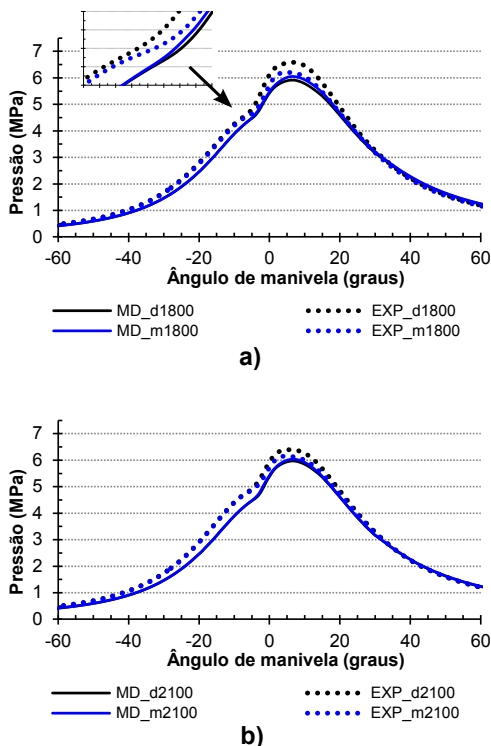 7
6
5
4
3
2
1
0
Pressão (MPa)
-60 -40 -20 0 20 40 60
Ângulo de manivela (graus)
MD_d1800 EXP_d1800
MD_m1800 EXP_m1800
a)
7
6
5
4
3
2
1
0
Pressão (MPa)
-60 -40 -20 0 20 40 60
Ângulo de manivela (graus)
MD_d2100 EXP_d2100
MD_m2100 EXP_m2100
b)